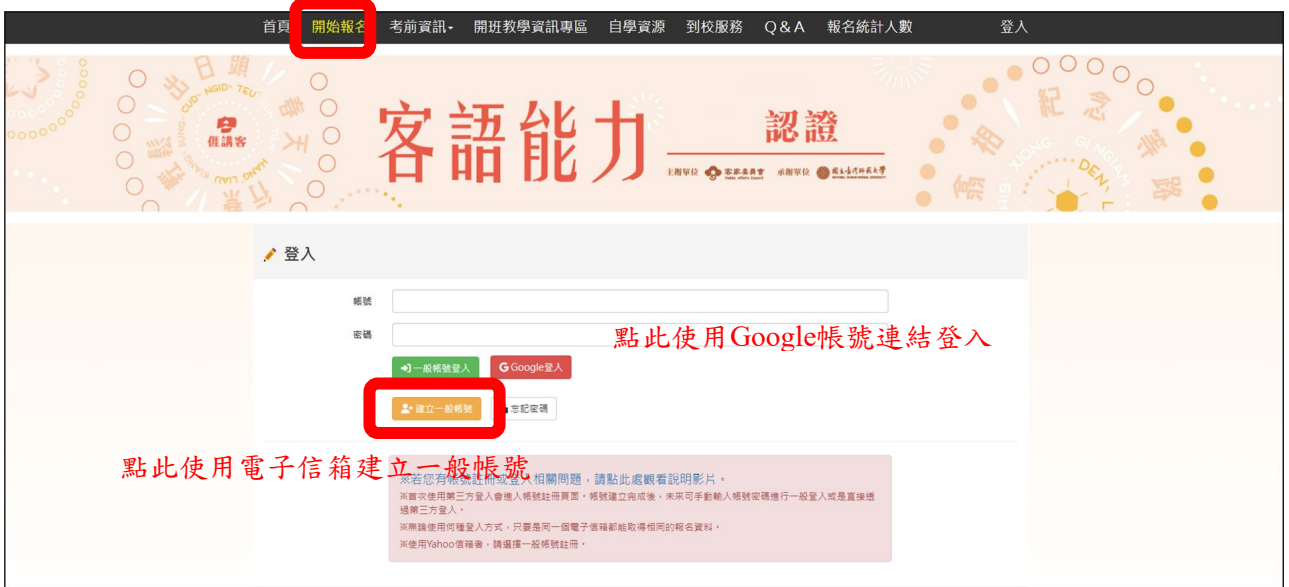 首頁 開始報名 考前資訊 開班教學資訊專區 自學資源 到校服務 Q & A 報名統計人數 登入
𠊎講客
客語能力 認證
主辦單位 客家委員會 承辦單位 國立臺灣師範大學
登入
帳號
密碼
點此使用Google帳號連結登入
一般帳號登入 Google登入
建立一般帳號 忘記密碼
點此使用電子信箱建立一般帳號
※若您有帳號註冊或登入相關問題,請點此處觀看說明影片。
※首次使用第三方登入會進入帳號註冊頁面。帳號建立完成後,未來可手動輸入帳號密碼進行一般登入或是直接透
過第三方登入。
※無論使用何種登入方式,只要是同一個電子信箱都能取得相同的報名資料。
※使用Yahoo信箱者,請選擇一般帳號註冊。